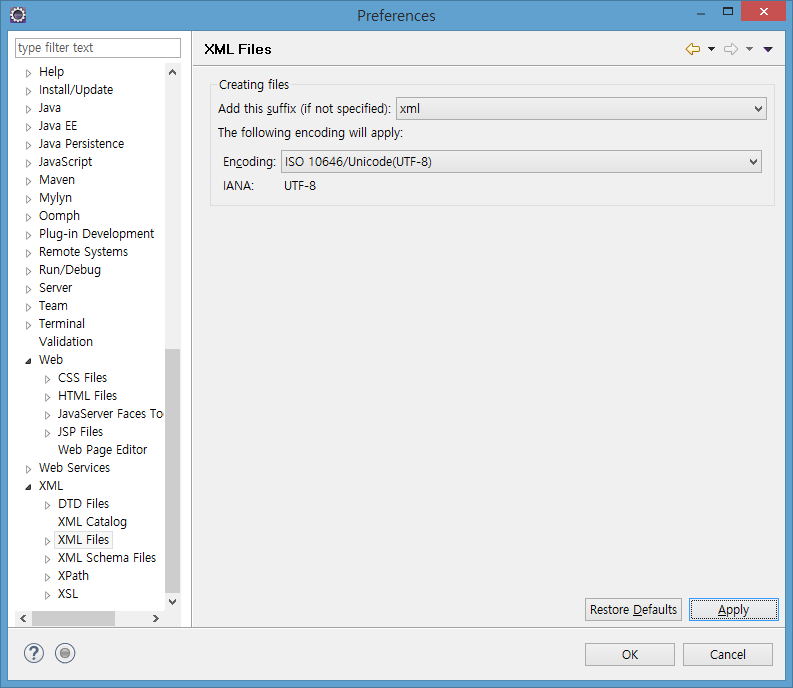 Preferences
type filter text
Help
Install/Update
Java
Java EE
Java Persistence
JavaScript
Maven
Mylyn
Oomph
Plug-in Development
Remote Systems
Run/Debug
Server
Team
Terminal
Validation
Web
CSS Files
HTML Files
JavaServer Faces To
JSP Files
Web Page Editor
Web Services
XML
DTD Files
XML Catalog
XML Files
XML Schema Files
XPath
XSL
XML Files
Creating files
Add this suffix (if not specified): xml
The following encoding will apply:
Encoding: ISO 10646/Unicode(UTF-8)
IANA: UTF-8
Restore Defaults Apply
? OK Cancel